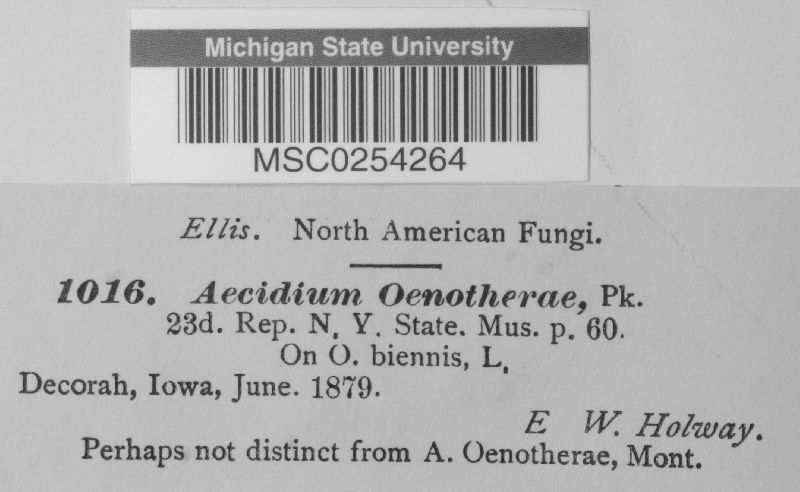 Michigan State University
MSC0254264
Ellis. North American Fungi.
1016. Aecidium Oenotherae, Pk.
23d. Rep. N. Y. State. Mus. p. 60.
On O. biennis, L.
Decorah, Iowa, June. 1879.
E W. Holway.
Perhaps not distinct from A. Oenotherae, Mont.